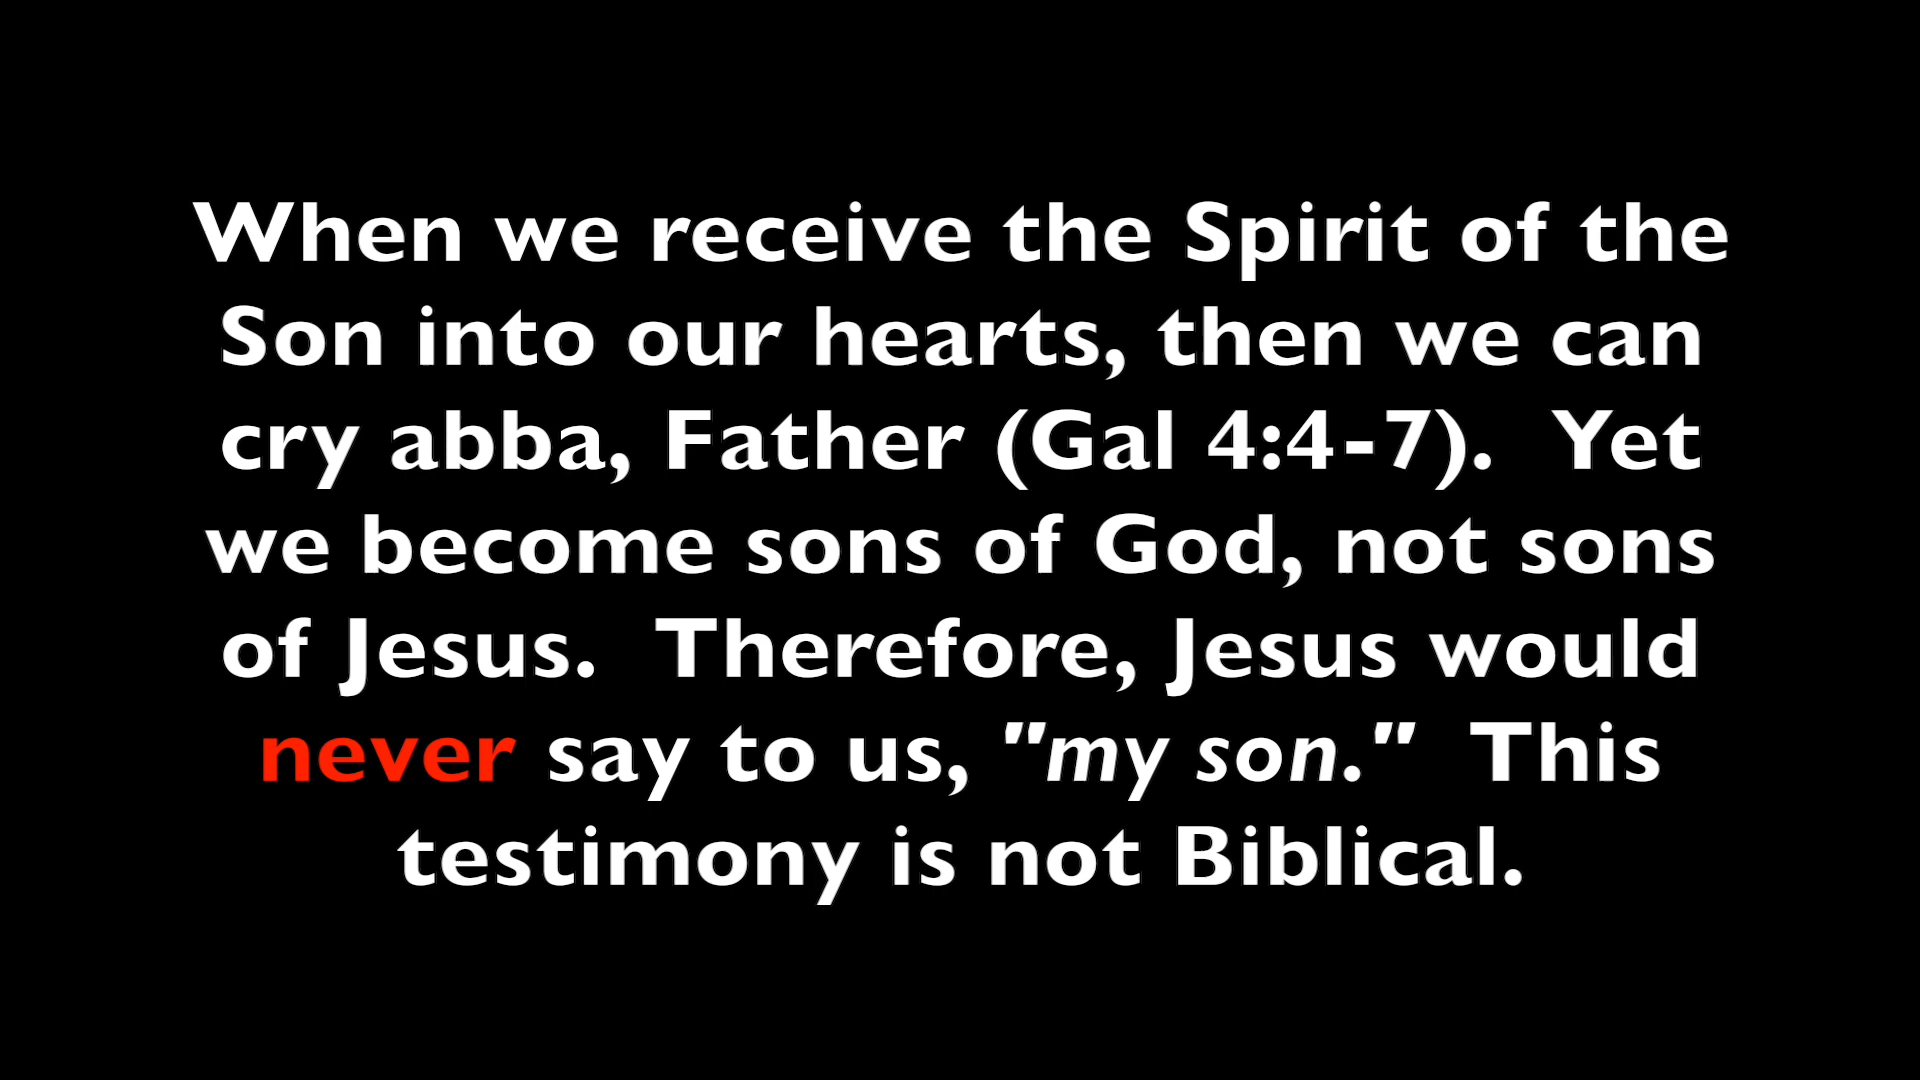 When we receive the Spirit of the
Son into our hearts, then we can
cry abba, Father (Gal 4:4-7).  Yet
we become sons of God, not sons
of Jesus.  Therefore, Jesus would
never say to us, "my son."  This
testimony is not Biblical.